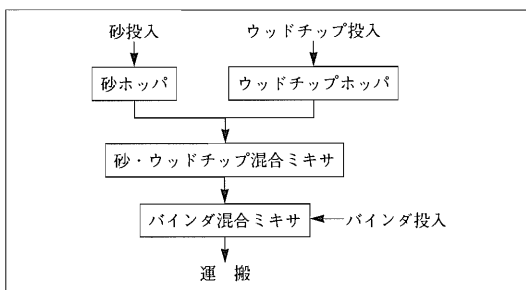 砂投入
ウッドチップ投入
砂ホッパ
ウッドチップホッパ
砂・ウッドチップ混合ミキサ
バインダ混合ミキサ
バインダ投入
運 搬